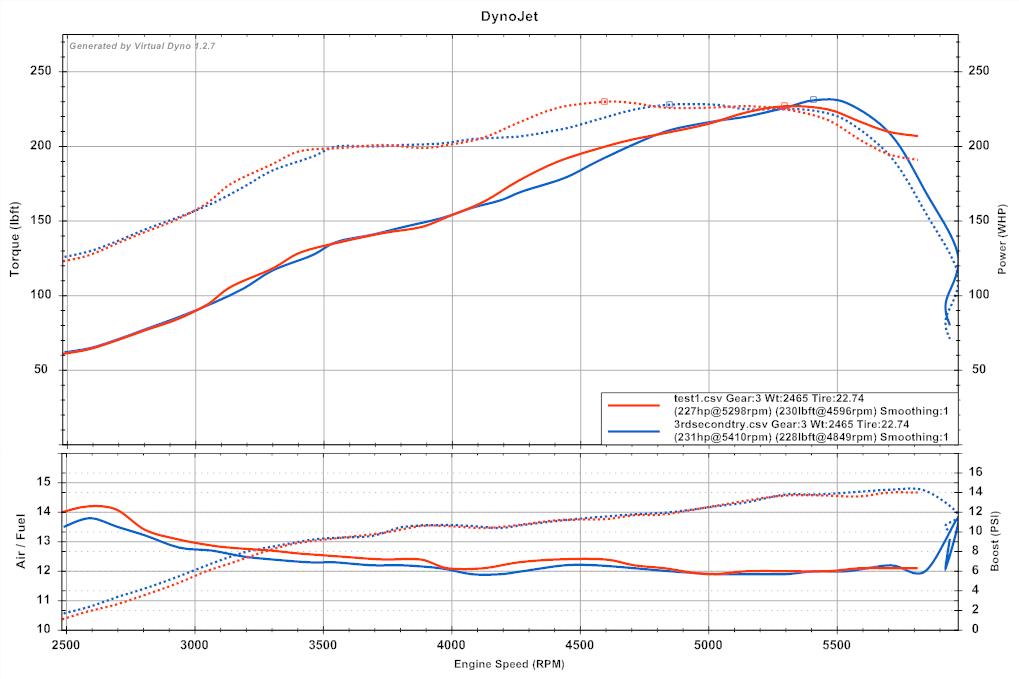 DynoJet
Generated by Virtual Dyno 1.2.7
250
200
150
100
50
Torque (lbft)
250
200
150
100
50
Power (WHP)
test1.csv Gear:3 Wt:2465 Tire:22.74
(227hp@5298rpm) (230lbft@4596rpm) Smoothing:1
3rdsecondtry.csv Gear:3 Wt:2465 Tire:22.74
(231hp@5410rpm) (228lbft@4849rpm) Smoothing:1
15
14
13
12
11
10
Air / Fuel
16
14
12
10
8
6
4
2
0
Boost (PSI)
2500 3000 3500 4000 4500 5000 5500
Engine Speed (RPM)